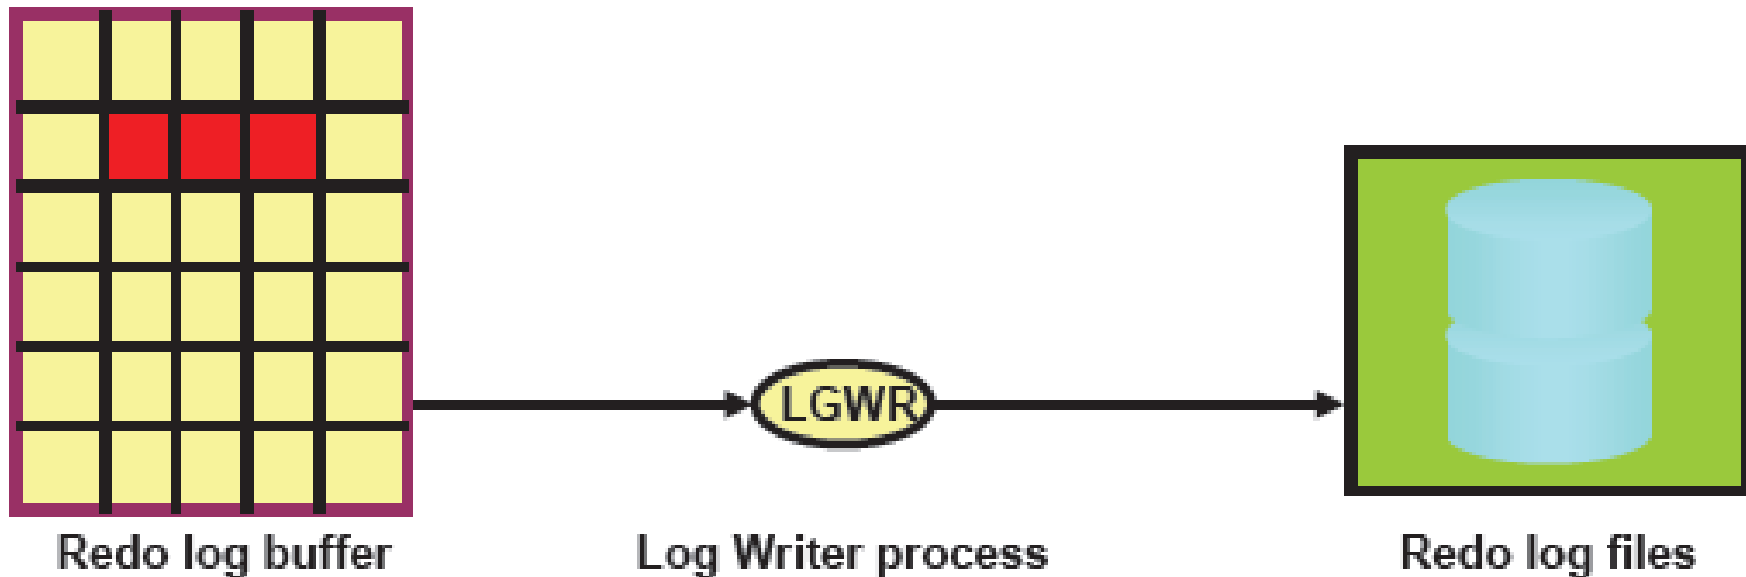 LGWR
Redo log buffer
Log Writer process
Redo log files